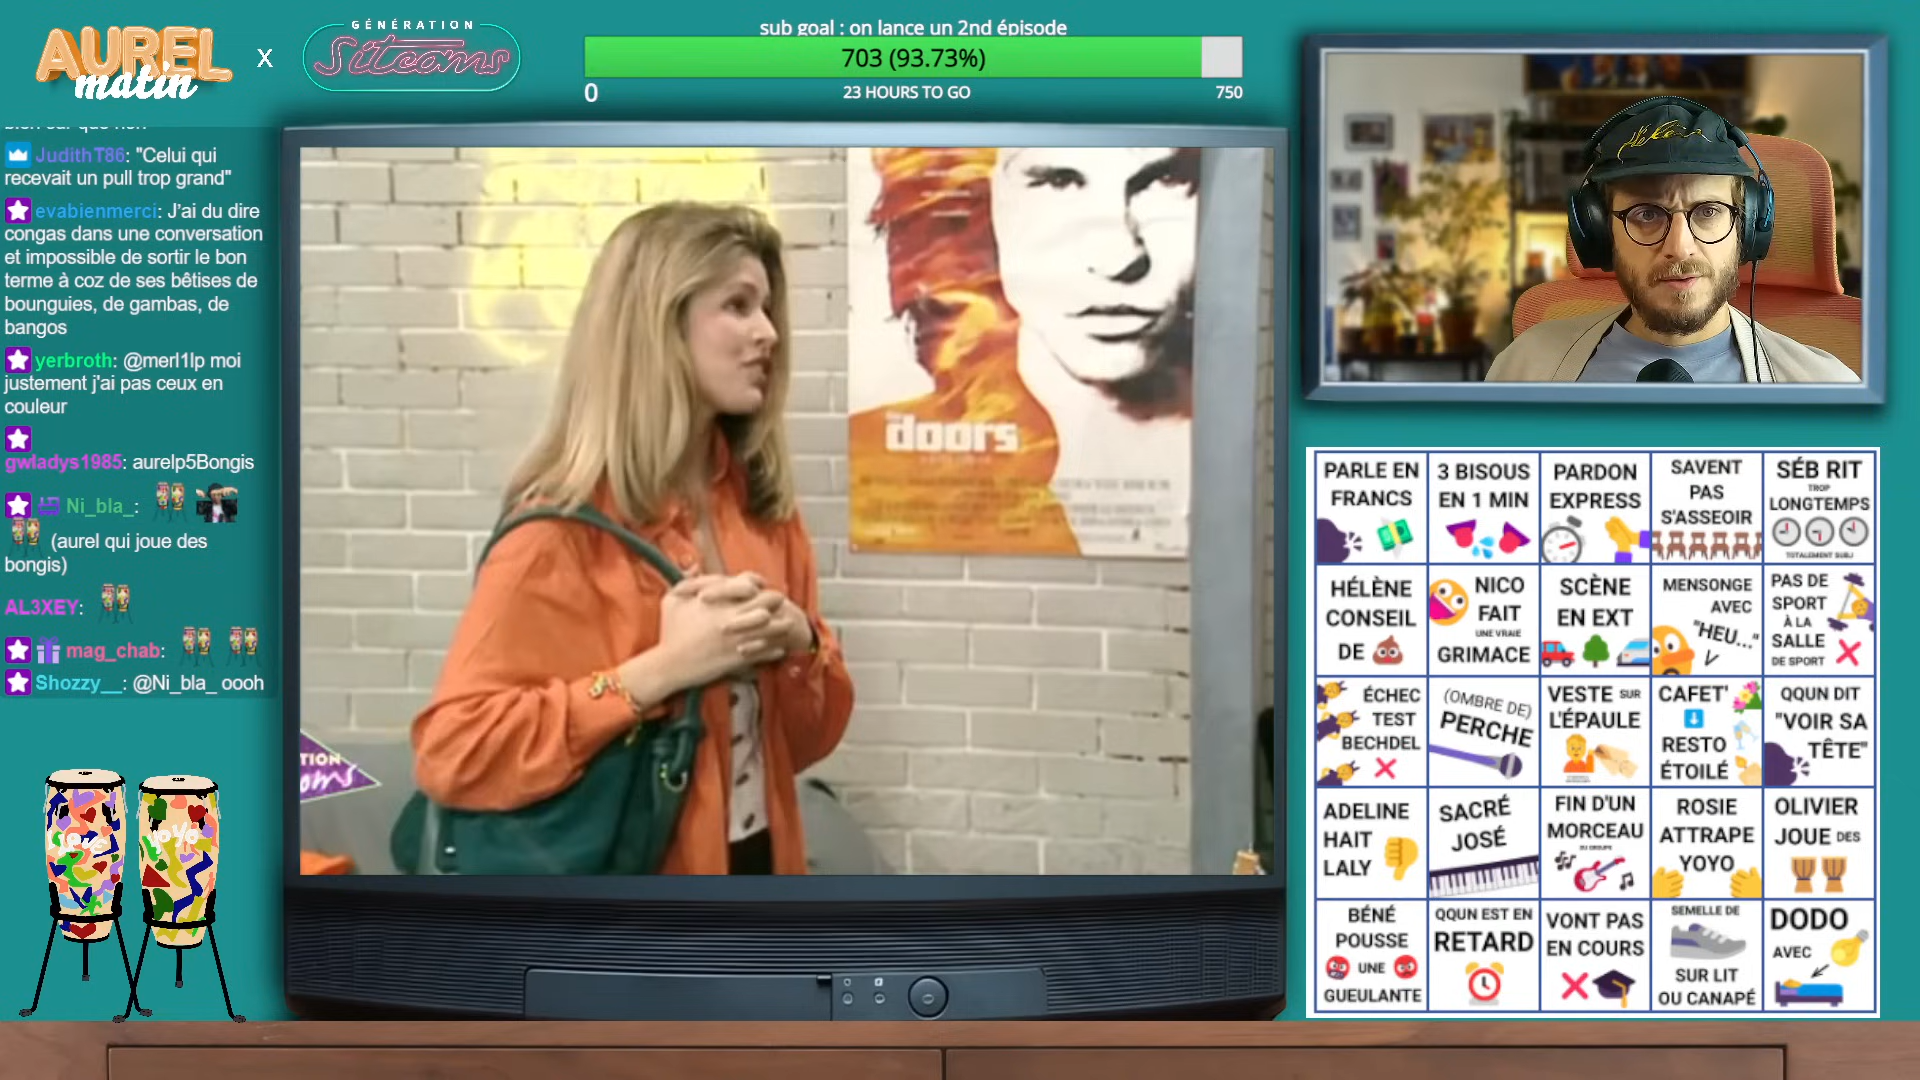 AUREL
matin
X
GÉNÉRATION
Sitcoms
sub goal : on lance un 2nd épisode
703 (93.73%)
0
23 HOURS TO GO
750
JudithT86: "Celui qui
recevait un pull trop grand"
evabienmerci: J'ai du dire
congas dans une conversation
et impossible de sortir le bon
terme à coz de ses bêtises de
bounguies, de gambas, de
bangos
yerbroth: @merl1lp moi
justement j'ai pas ceux en
couleur
gwladys1985: aurelp5Bongis
Ni_bla_:
(aurel qui joue des
bongis)
AL3XEY:
mag_chab:
Shozzy__: @Ni_bla_ oooh
doors
TION
oms
PARLE EN
FRANCS
3 BISOUS
EN 1 MIN
PARDON
EXPRESS
SAVENT
PAS
S'ASSEOIR
SÉB RIT
TROP
LONGTEMPS
TOTALEMENT SUBJ
HÉLÈNE
CONSEIL
DE
NICO
FAIT
UNE VRAIE
GRIMACE
SCÈNE
EN EXT
MENSONGE
AVEC
"HEU..."
PAS DE
SPORT
À LA
SALLE
DE SPORT
ÉCHEC
TEST
BECHDEL
(OMBRE DE)
PERCHE
VESTE SUR
L'ÉPAULE
CAFET'
RESTO
ÉTOILÉ
QQUN DIT
"VOIR SA
TÊTE"
ADELINE
HAIT
LALY
SACRÉ
JOSÉ
FIN D'UN
MORCEAU
DU GROUPE
ROSIE
ATTRAPE
YOYO
OLIVIER
JOUE DES
BÉNÉ
POUSSE
UNE
GUEULANTE
QQUN EST EN
RETARD
VONT PAS
EN COURS
SEMELLE DE
SUR LIT
OU CANAPÉ
DODO
AVEC
Love
YoYo